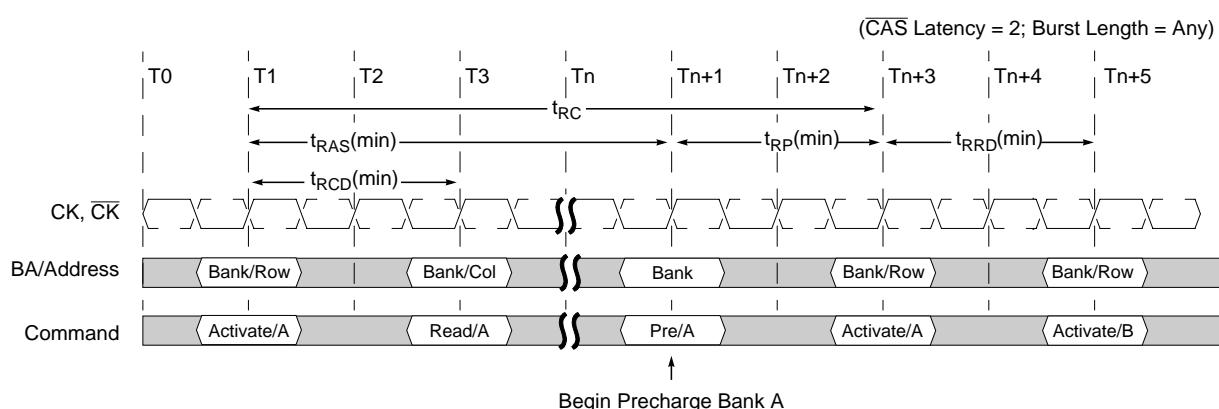 (CAS Latency = 2; Burst Length = Any)
T0 T1 T2 T3 Tn Tn+1 Tn+2 Tn+3 Tn+4 Tn+5
tRC
tRAS(min) tRP(min) tRRD(min)
tRCD(min)
CK, CK
BA/Address Bank/Row Bank/Col Bank Bank/Row Bank/Row
Command Activate/A Read/A Pre/A Activate/A Activate/B
Begin Precharge Bank A